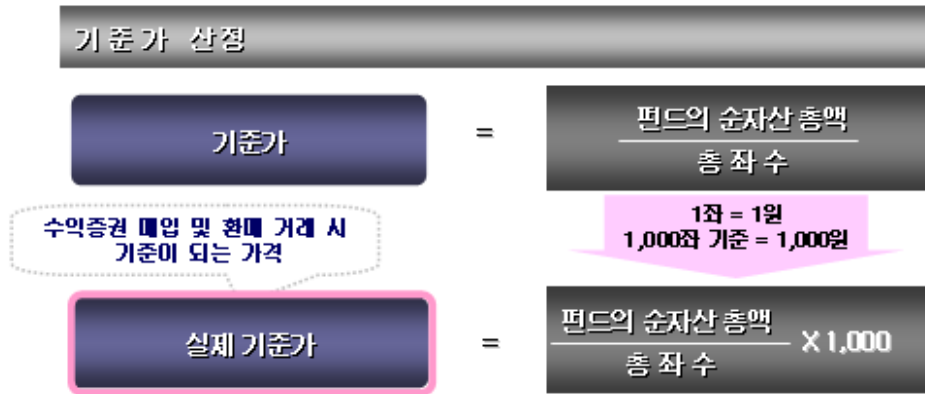 기준가 산정
기준가
=
펀드의 순자산 총액
총 좌 수
수익증권 매입 및 환매 거래 시
기준이 되는 가격
1좌 = 1원
1,000좌 기준 = 1,000원
실제 기준가
=
펀드의 순자산 총액
총 좌 수
X 1,000